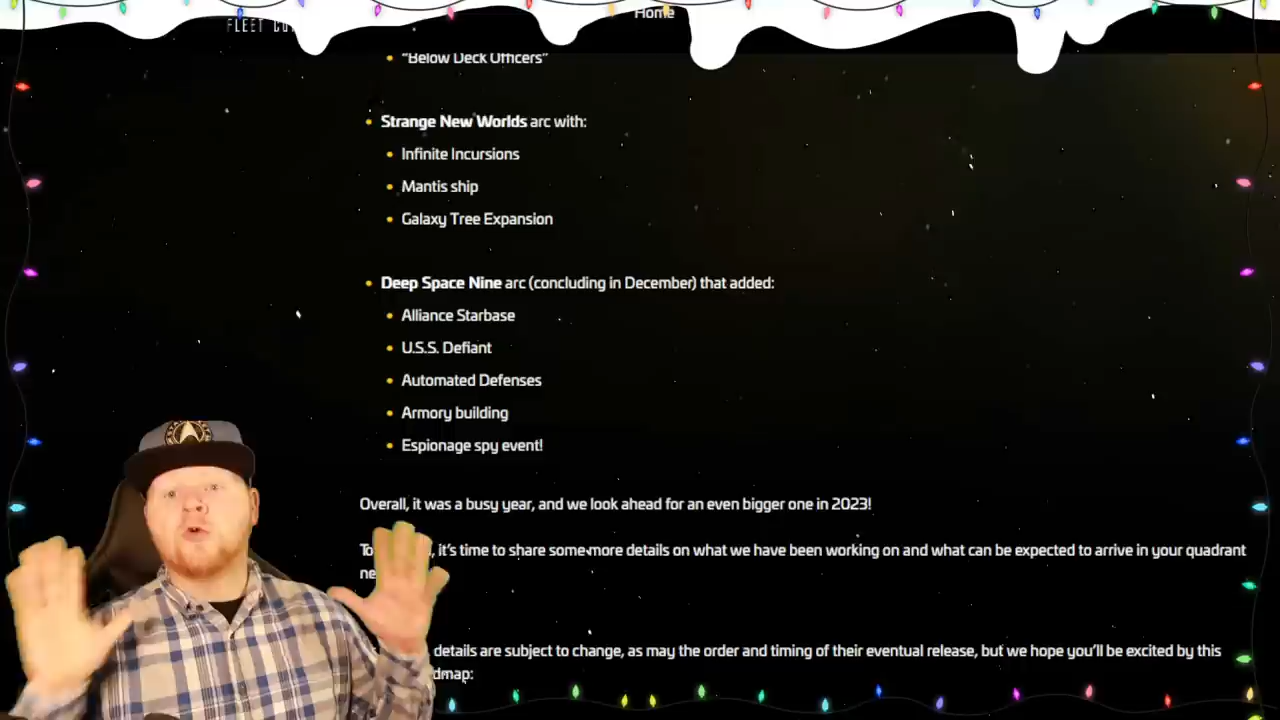 Home
FLEET CO
"Below Deck Officers"
Strange New Worlds arc with:
Infinite Incursions
Mantis ship
Galaxy Tree Expansion
Deep Space Nine arc (concluding in December) that added:
Alliance Starbase
U.S.S. Defiant
Automated Defenses
Armory building
Espionage spy event!
Overall, it was a busy year, and we look ahead for an even bigger one in 2023!
it's time to share some more details on what we have been working on and what can be expected to arrive in your quadrant
details are subject to change, as may the order and timing of their eventual release, but we hope you'll be excited by this